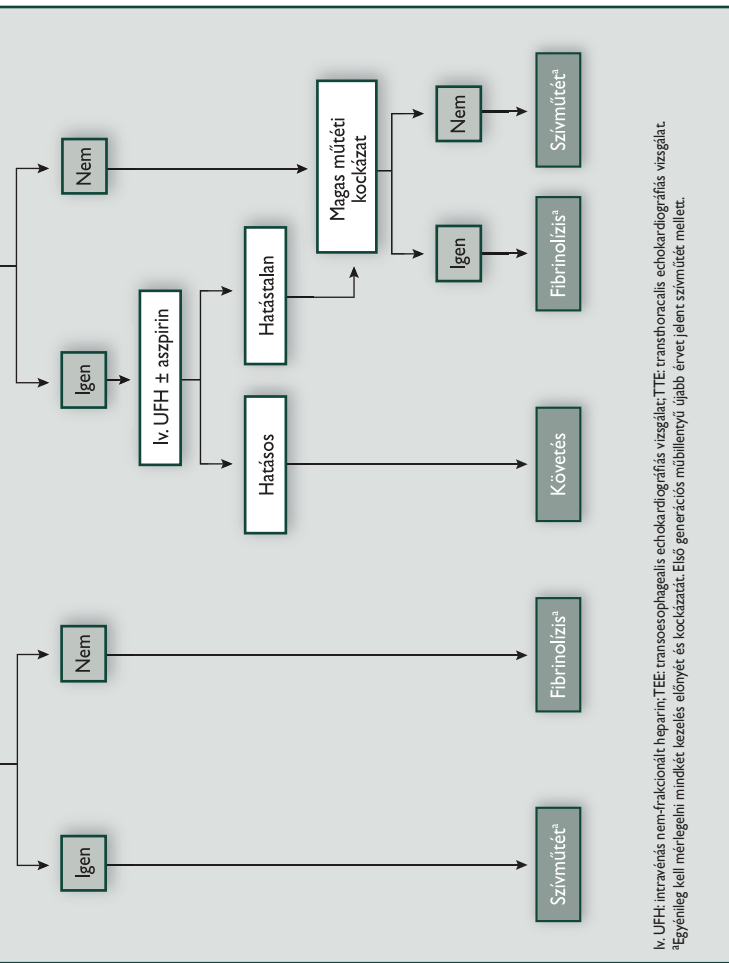 Igen
Nem
Igen
Nem
Iv. UFH ± aszpirin
Hatásos
Hatástalan
Magas műtéti
kockázat
Igen
Nem
Szívműtétª
Fibrinolízisª
Követés
Fibrinolízisª
Szívműtétª
Iv. UFH: intravénás nem-frakcionált heparin; TEE: transoesophagealis echokardiográfiás vizsgálat; TTE: transthoracalis echokardiográfiás vizsgálat.
ªEgyénileg kell mérlegelni mindkét kezelés előnyét és kockázatát. Első generációs műbillentyű újabb érvet jelent szívműtét mellett.